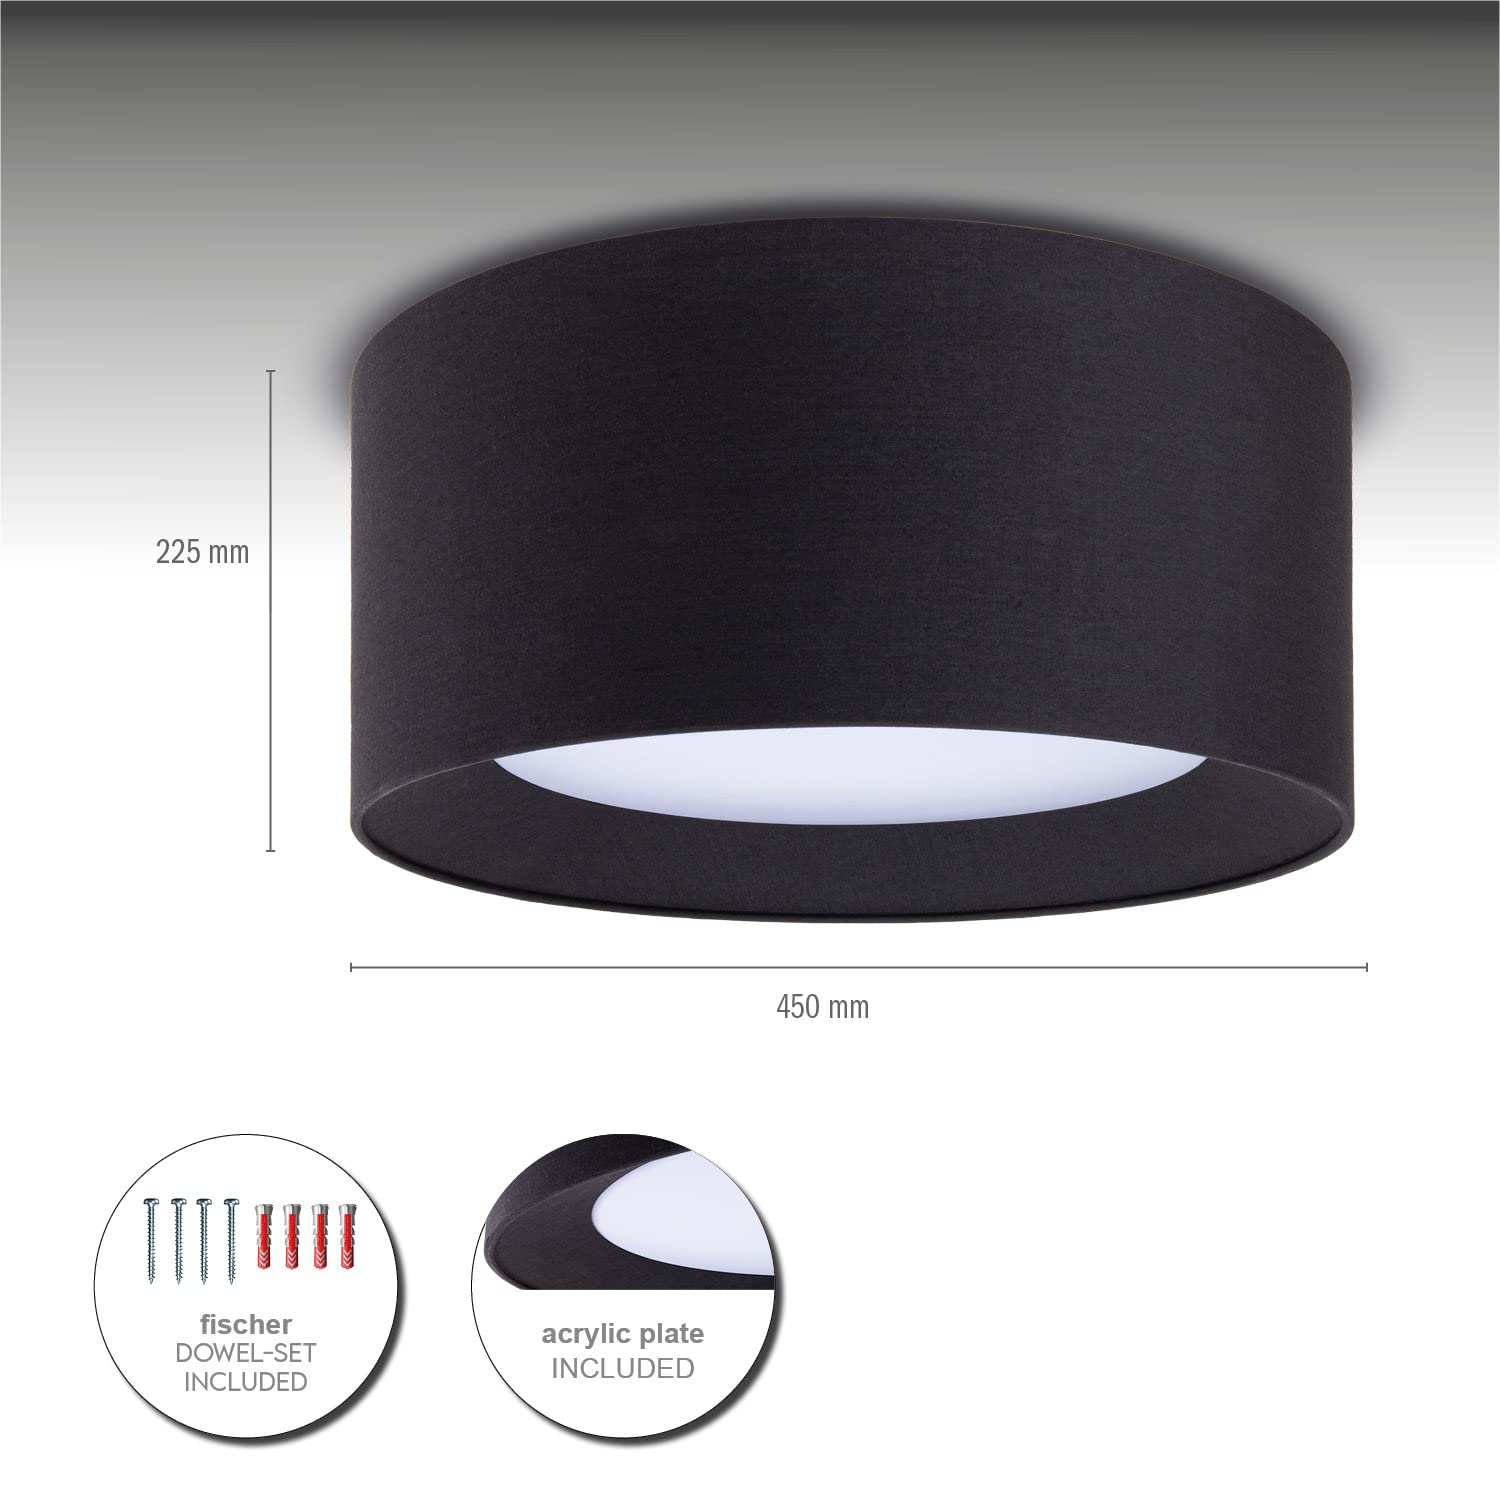 225 mm
450 mm
fischer
DOWEL-SET
INCLUDED
acrylic plate
INCLUDED